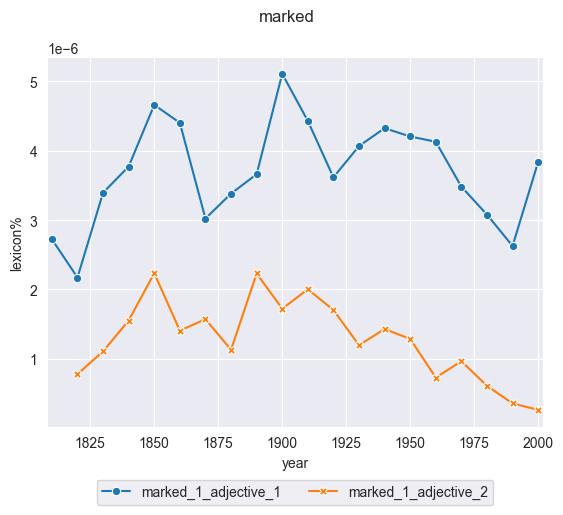 marked
1e−6
5
4
3
2
1
lexicon%
1825 1850 1875 1900 1925 1950 1975 2000
year
marked_1_adjective_1 marked_1_adjective_2